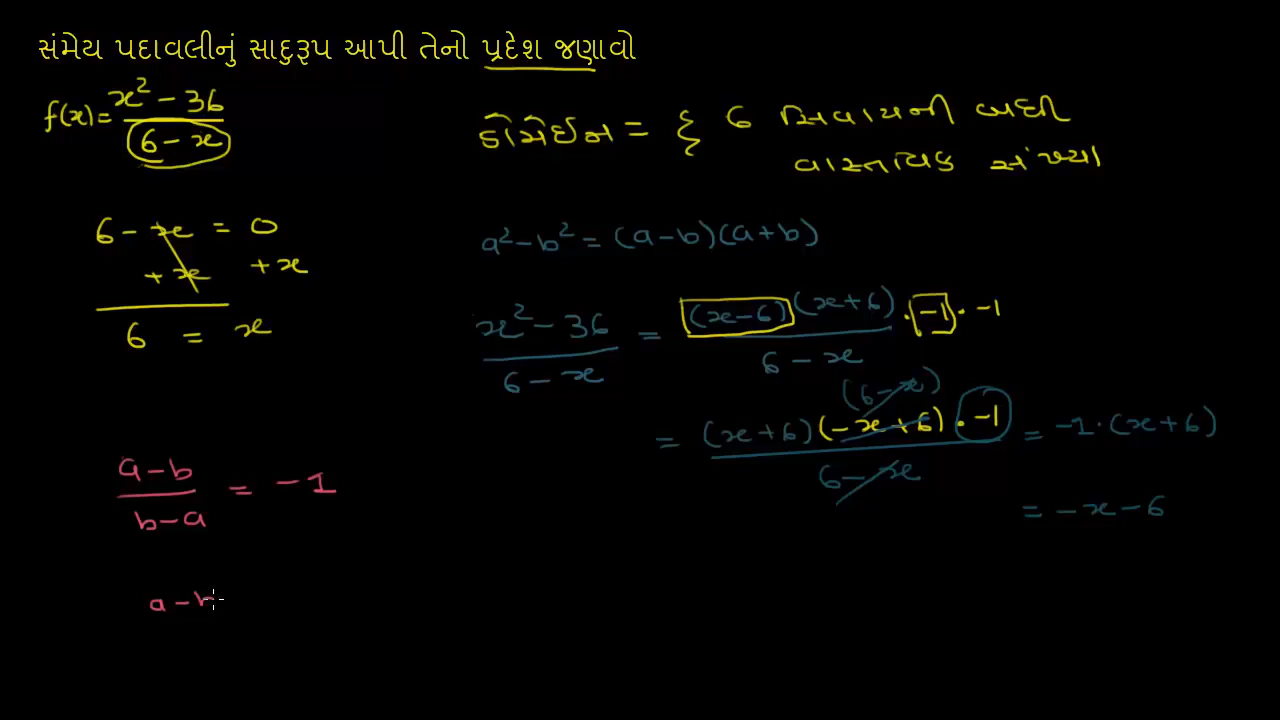 સંમેય પદાવલીનું સાદુરૂપ આપી તેનો પ્રદેશ જણાવો
f(x) = (x² - 36) / (6 - x)
ડોમેઈન = { 6 સિવાયની બધી
વાસ્તવિક સંખ્યા
6 - x = 0
+x +x
6 = x
a² - b² = (a-b)(a+b)
(x² - 36) / (6 - x) = (x-6)(x+6) / (6 - x) · -1 · -1
(6-x)
= (x+6)(-x+6) · -1 / (6-x) = -1·(x+6)
= -x-6
(a-b) / (b-a) = -1
a-b